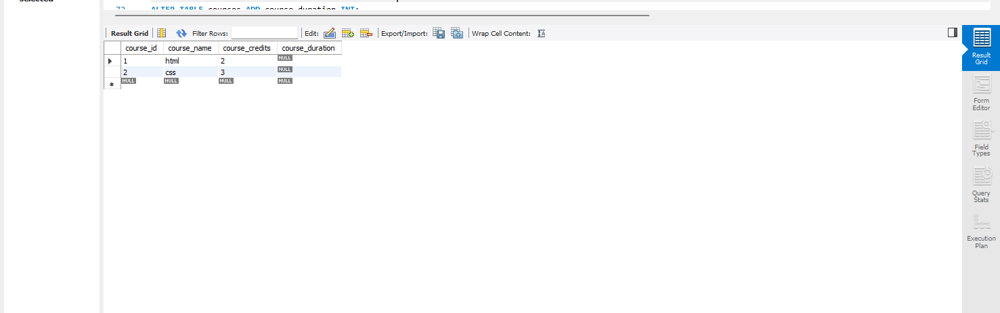 selected
72 ALTER TABLE courses ADD course_duration INT;
Result Grid Filter Rows: Edit: Export/Import: Wrap Cell Content:
course_id course_name course_credits course_duration
1 html 2 NULL
2 css 3 NULL
NULL NULL NULL NULL
Result
Grid
Form
Editor
Field
Types
Query
Stats
Execution
Plan